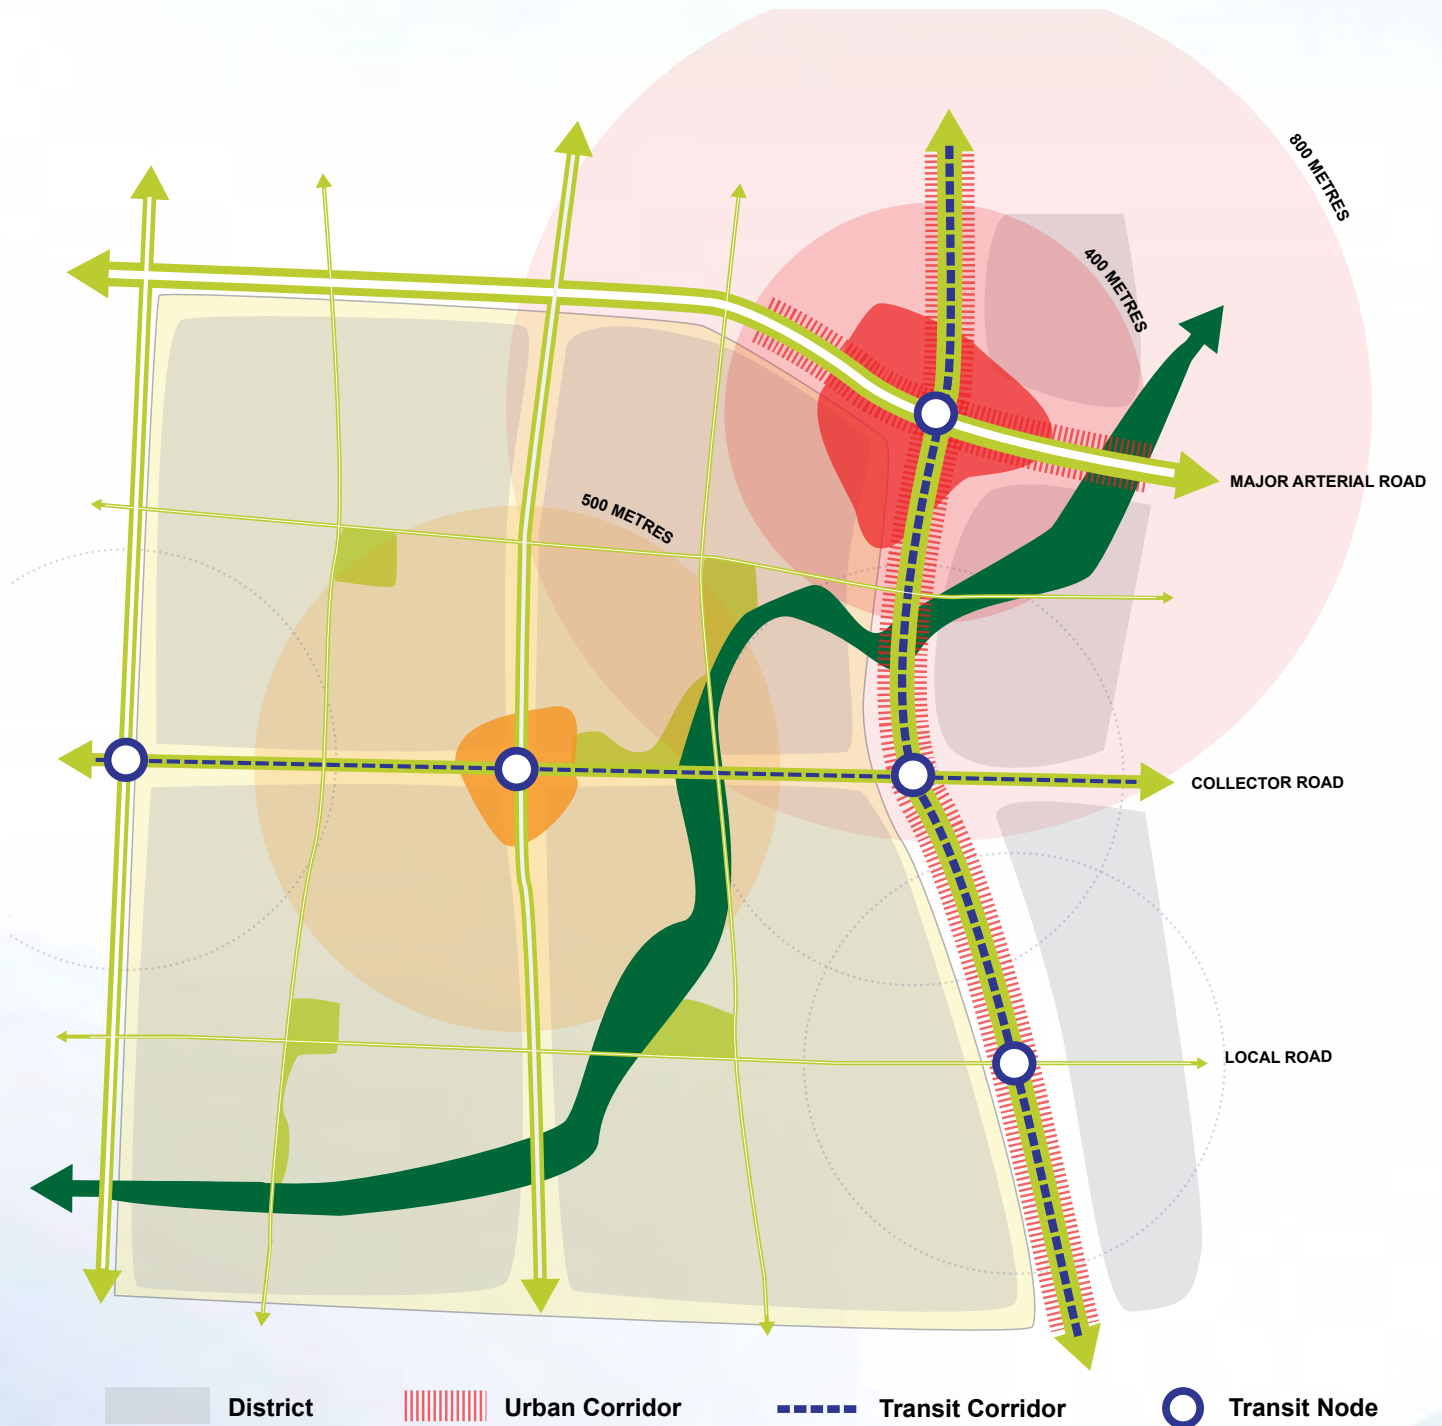 800 METRES
400 METRES
MAJOR ARTERIAL ROAD
500 METRES
COLLECTOR ROAD
LOCAL ROAD
District
Urban Corridor
Transit Corridor
Transit Node